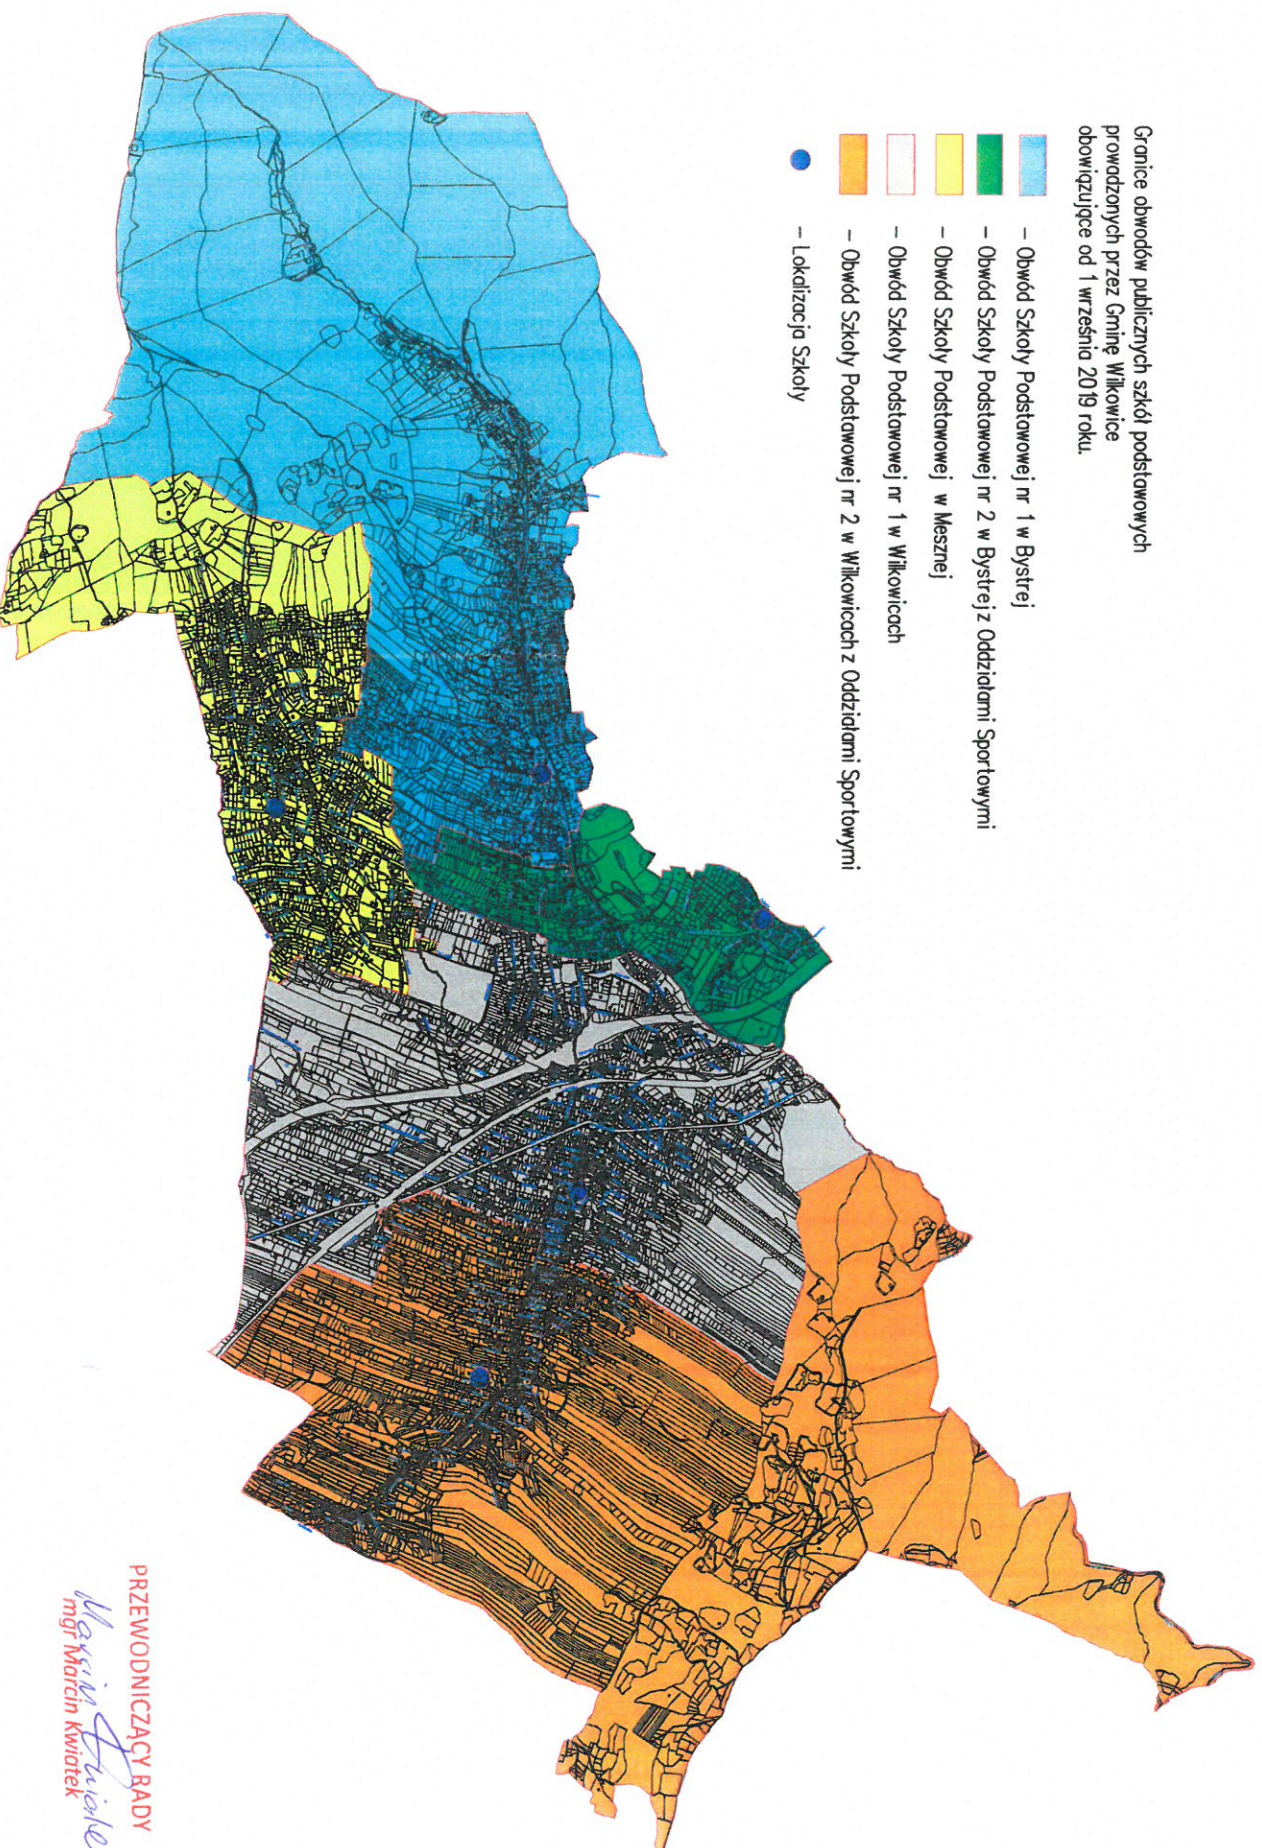 Granice obwodów publicznych szkół podstawowych
prowadzonych przez Gminę Wilkowice
obowiązujące od 1 września 2019 roku.
– Obwód Szkoły Podstawowej nr 1 w Bystrej
– Obwód Szkoły Podstawowej nr 2 w Bystrej z Oddziałami Sportowymi
– Obwód Szkoły Podstawowej w Mesznej
– Obwód Szkoły Podstawowej nr 1 w Wilkowicach
– Obwód Szkoły Podstawowej nr 2 w Wilkowicach z Oddziałami Sportowymi
– Lokalizacja Szkoły
PRZEWODNICZĄCY RADY
mgr Marcin Kwiatek